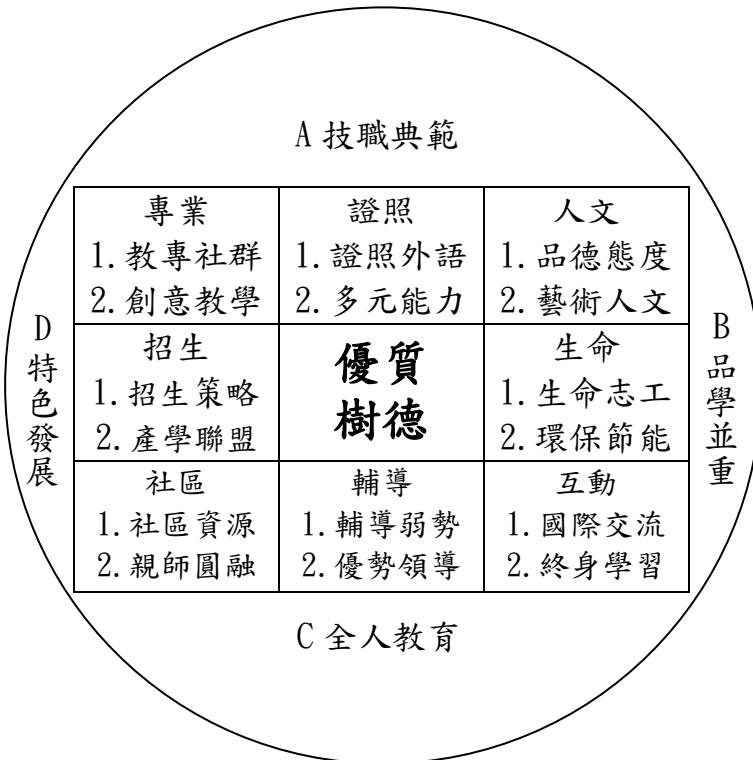 A 技職典範
專業
1.教專社群
2.創意教學
證照
1.證照外語
2.多元能力
人文
1.品德態度
2.藝術人文
D特色發展
招生
1.招生策略
2.產學聯盟
優質
樹德
生命
1.生命志工
2.環保節能
B品學並重
社區
1.社區資源
2.親師圓融
輔導
1.輔導弱勢
2.優勢領導
互動
1.國際交流
2.終身學習
C 全人教育